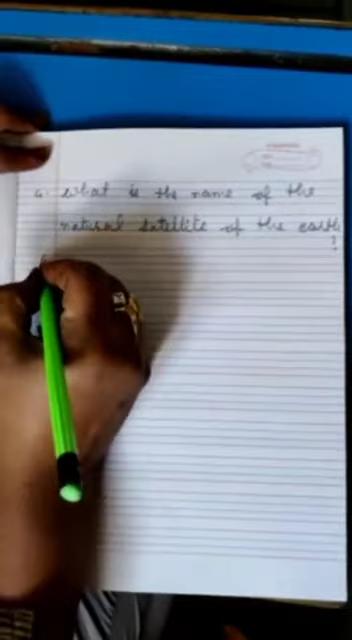 4. what is the name of the
natural satellite of the earth
?